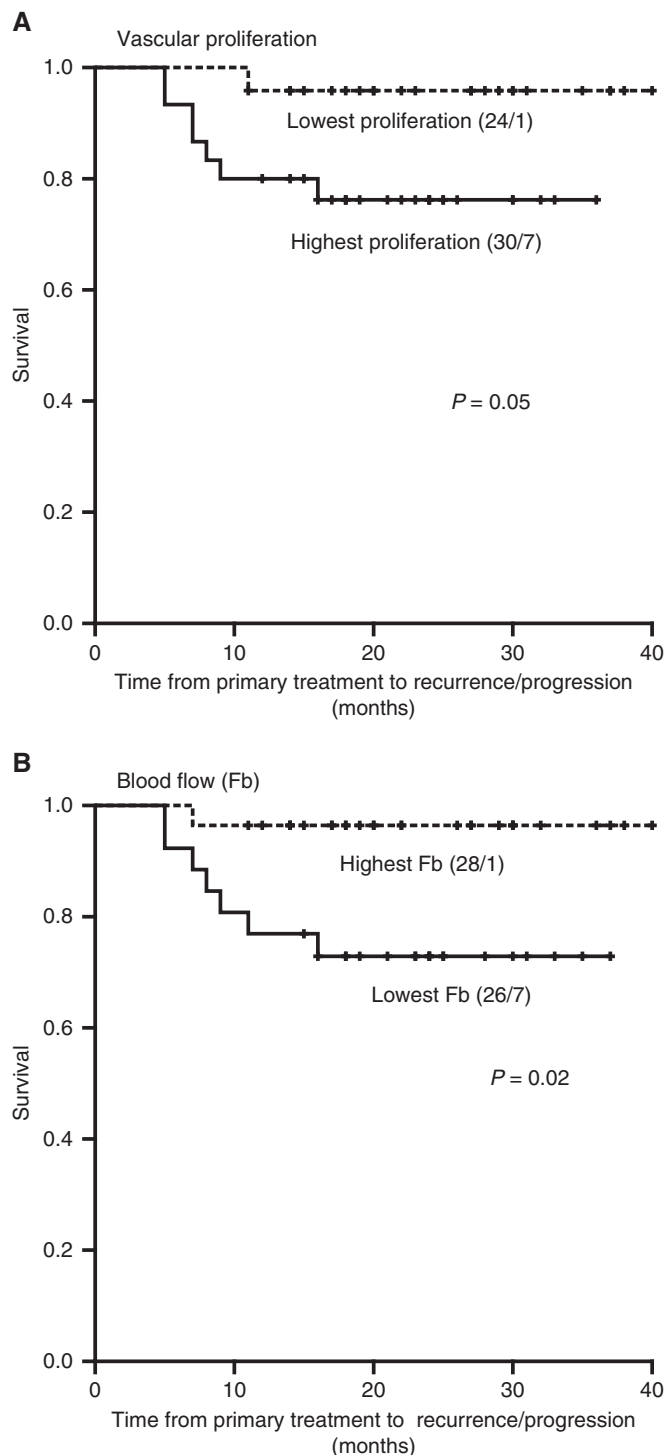 A
Vascular proliferation
1.0
0.8
0.6
0.4
0.2
0.0
Survival
Lowest proliferation (24/1)
Highest proliferation (30/7)
P = 0.05
0 10 20 30 40
Time from primary treatment to recurrence/progression
(months)
B
Blood flow (Fb)
1.0
0.8
0.6
0.4
0.2
0.0
Survival
Highest Fb (28/1)
Lowest Fb (26/7)
P = 0.02
0 10 20 30 40
Time from primary treatment to recurrence/progression
(months)